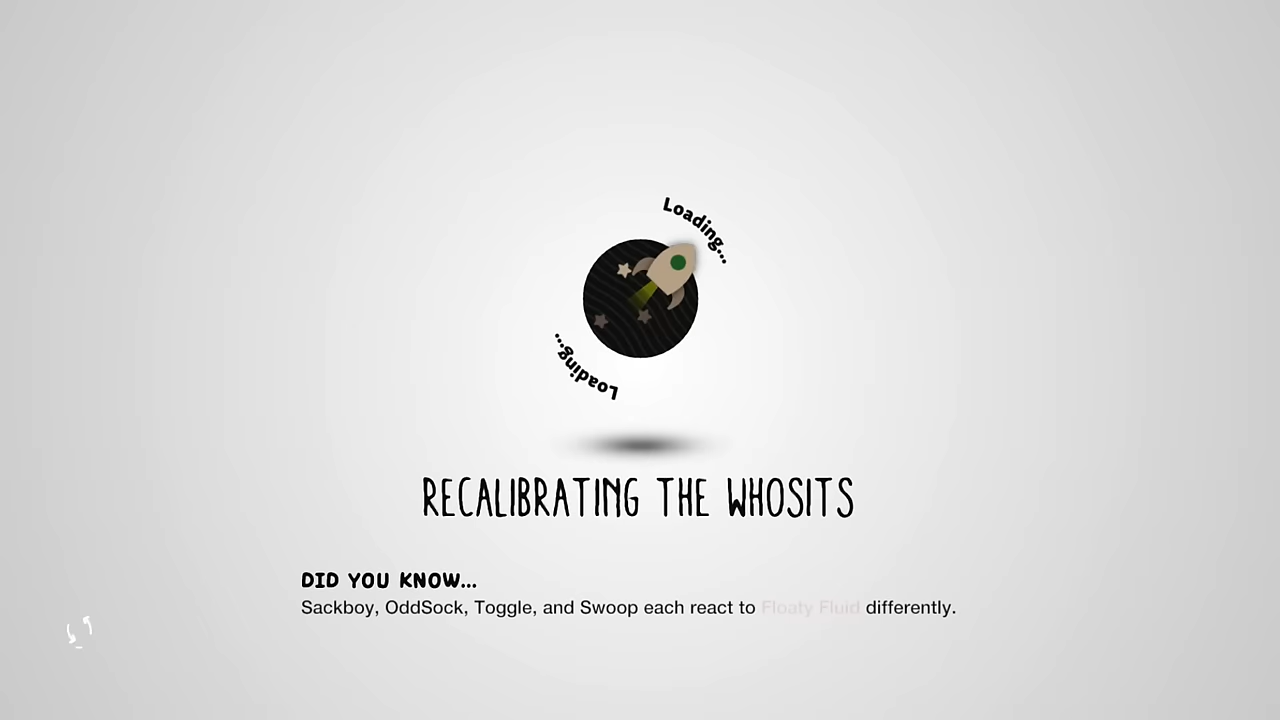 Loading...
Loading...
RECALIBRATING THE WHOSITS
DID YOU KNOW...
Sackboy, OddSock, Toggle, and Swoop each react to Floaty Fluid differently.